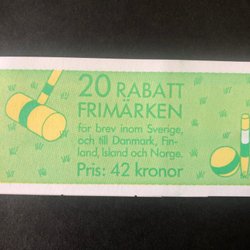 20 RABATT
FRIMÄRKEN
för brev inom Sverige,
och till Danmark, Fin-
land, Island och Norge.
Pris: 42 kronor